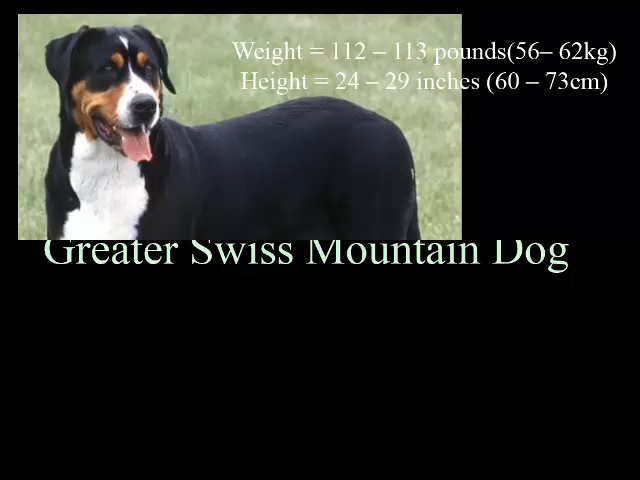 Weight = 112 – 113 pounds(56– 62kg)
Height = 24 – 29 inches (60 – 73cm)
Greater Swiss Mountain Dog